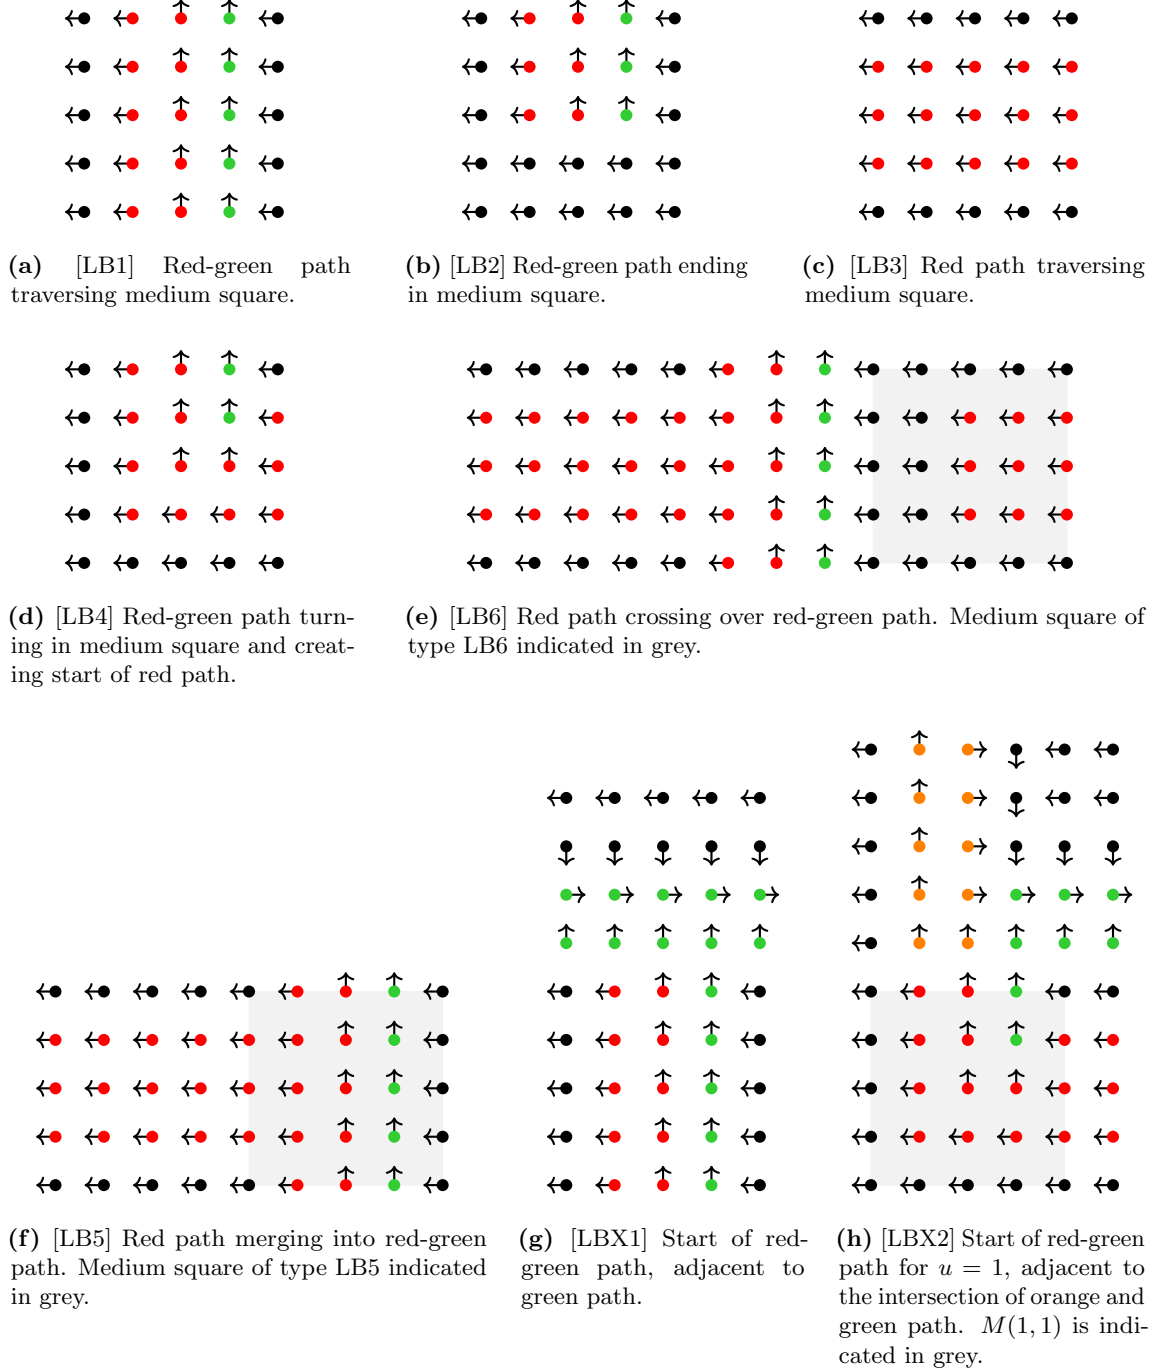 (a) [LB1] Red-green path
traversing medium square.
(b) [LB2] Red-green path ending
in medium square.
(c) [LB3] Red path traversing
medium square.
(d) [LB4] Red-green path turn-
ing in medium square and creat-
ing start of red path.
(e) [LB6] Red path crossing over red-green path. Medium square of
type LB6 indicated in grey.
(f) [LB5] Red path merging into red-green
path. Medium square of type LB5 indicated
in grey.
(g) [LBX1] Start of red-
green path, adjacent to
green path.
(h) [LBX2] Start of red-green
path for u = 1, adjacent to
the intersection of orange and
green path. M(1, 1) is indi-
cated in grey.